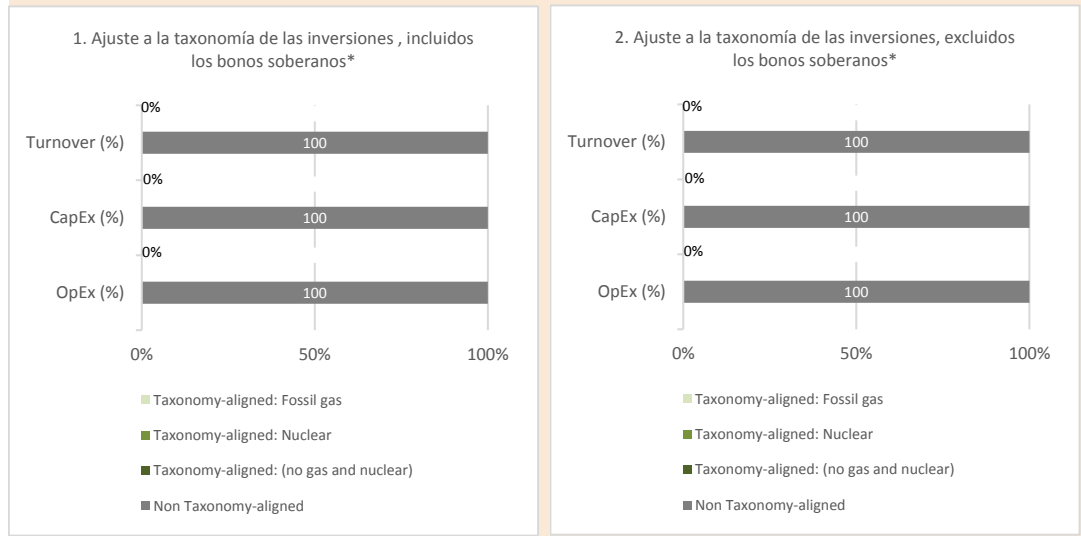 1. Ajuste a la taxonomía de las inversiones , incluidos
los bonos soberanos*
0%
Turnover (%)
100
0%
CapEx (%)
100
0%
OpEx (%)
100
0%
50%
100%
Taxonomy-aligned: Fossil gas
Taxonomy-aligned: Nuclear
Taxonomy-aligned: (no gas and nuclear)
Non Taxonomy-aligned
2. Ajuste a la taxonomía de las inversiones, excluidos
los bonos soberanos*
0%
Turnover (%)
100
0%
CapEx (%)
100
0%
OpEx (%)
100
0%
50%
100%
Taxonomy-aligned: Fossil gas
Taxonomy-aligned: Nuclear
Taxonomy-aligned: (no gas and nuclear)
Non Taxonomy-aligned